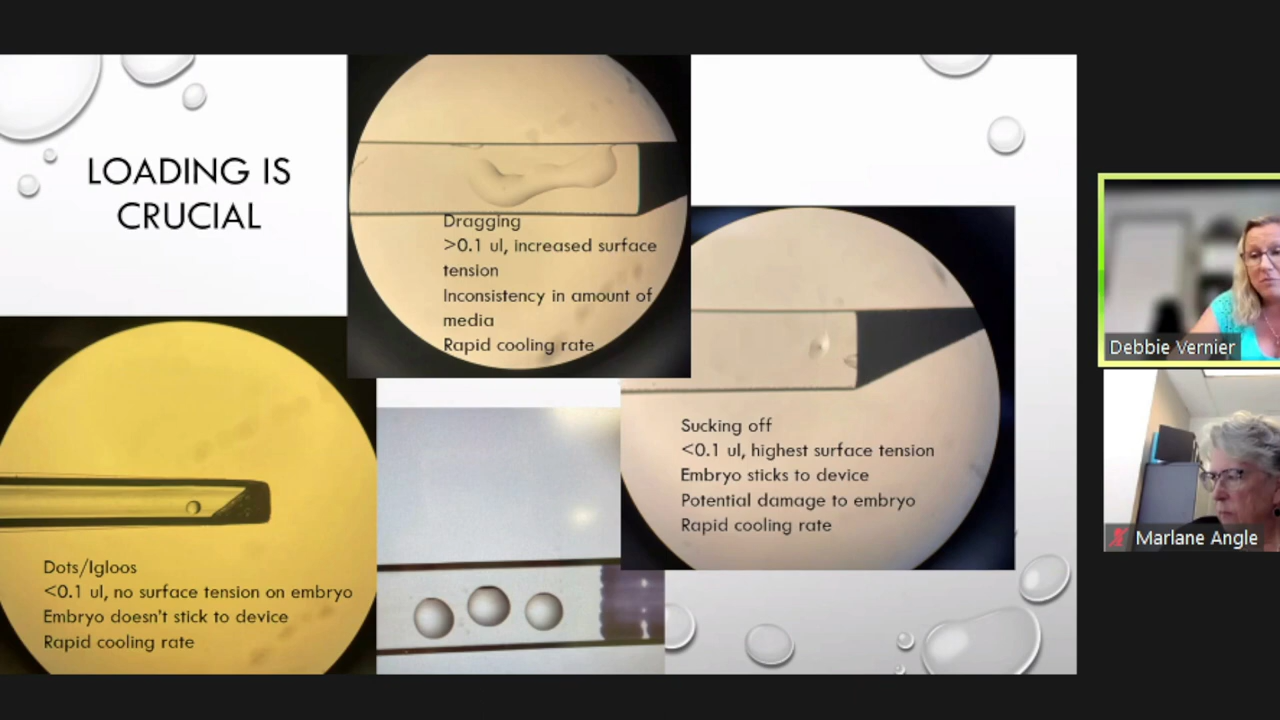 LOADING IS
CRUCIAL
Dragging
>0.1 ul, increased surface
tension
Inconsistency in amount of
media
Rapid cooling rate
Sucking off
<0.1 ul, highest surface tension
Embryo sticks to device
Potential damage to embryo
Rapid cooling rate
Dots/Igloos
<0.1 ul, no surface tension on embryo
Embryo doesn't stick to device
Rapid cooling rate
Debbie Vernier
Marlane Angle